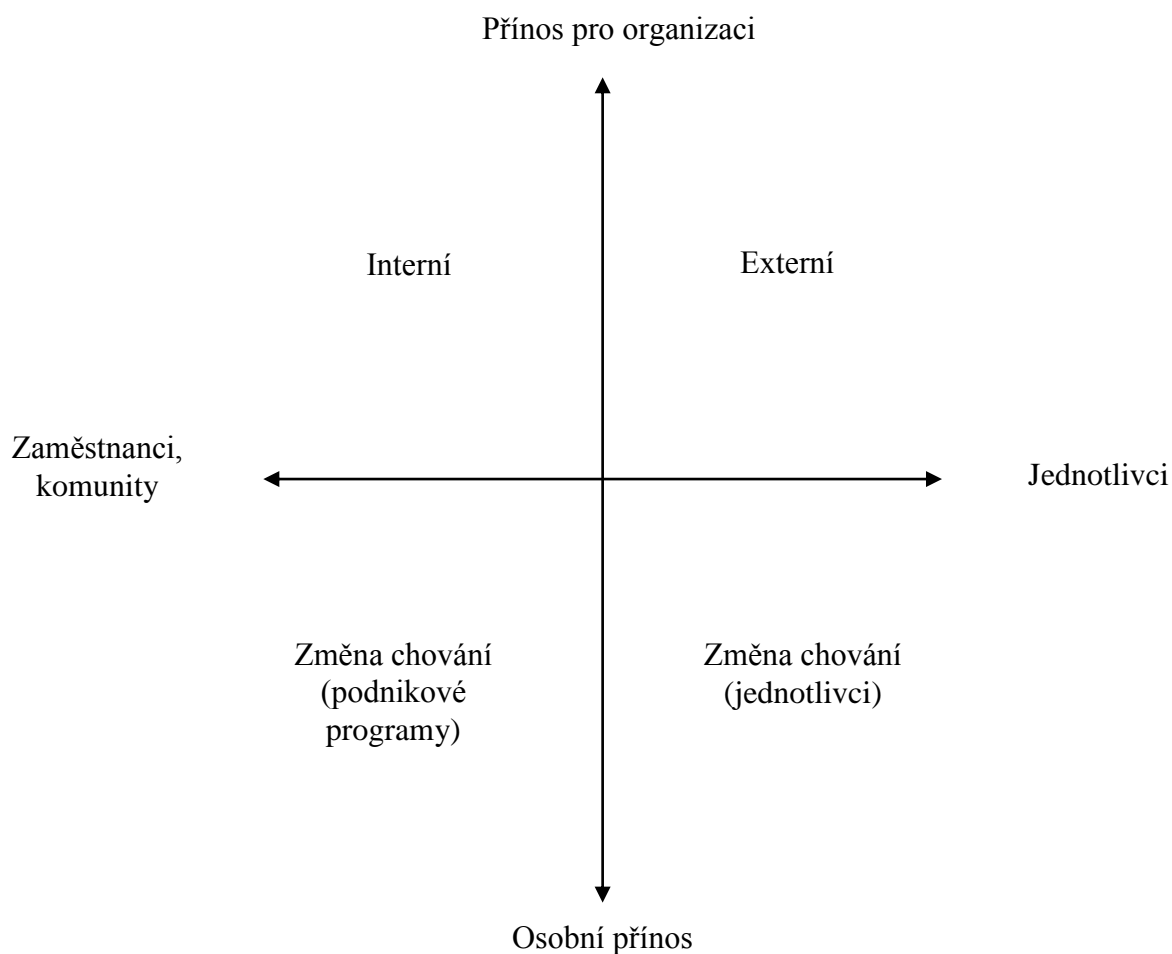 Přínos pro organizaci
Interní
Externí
Zaměstnanci,
komunity
Jednotlivci
Změna chování
(podnikové
programy)
Změna chování
(jednotlivci)
Osobní přínos